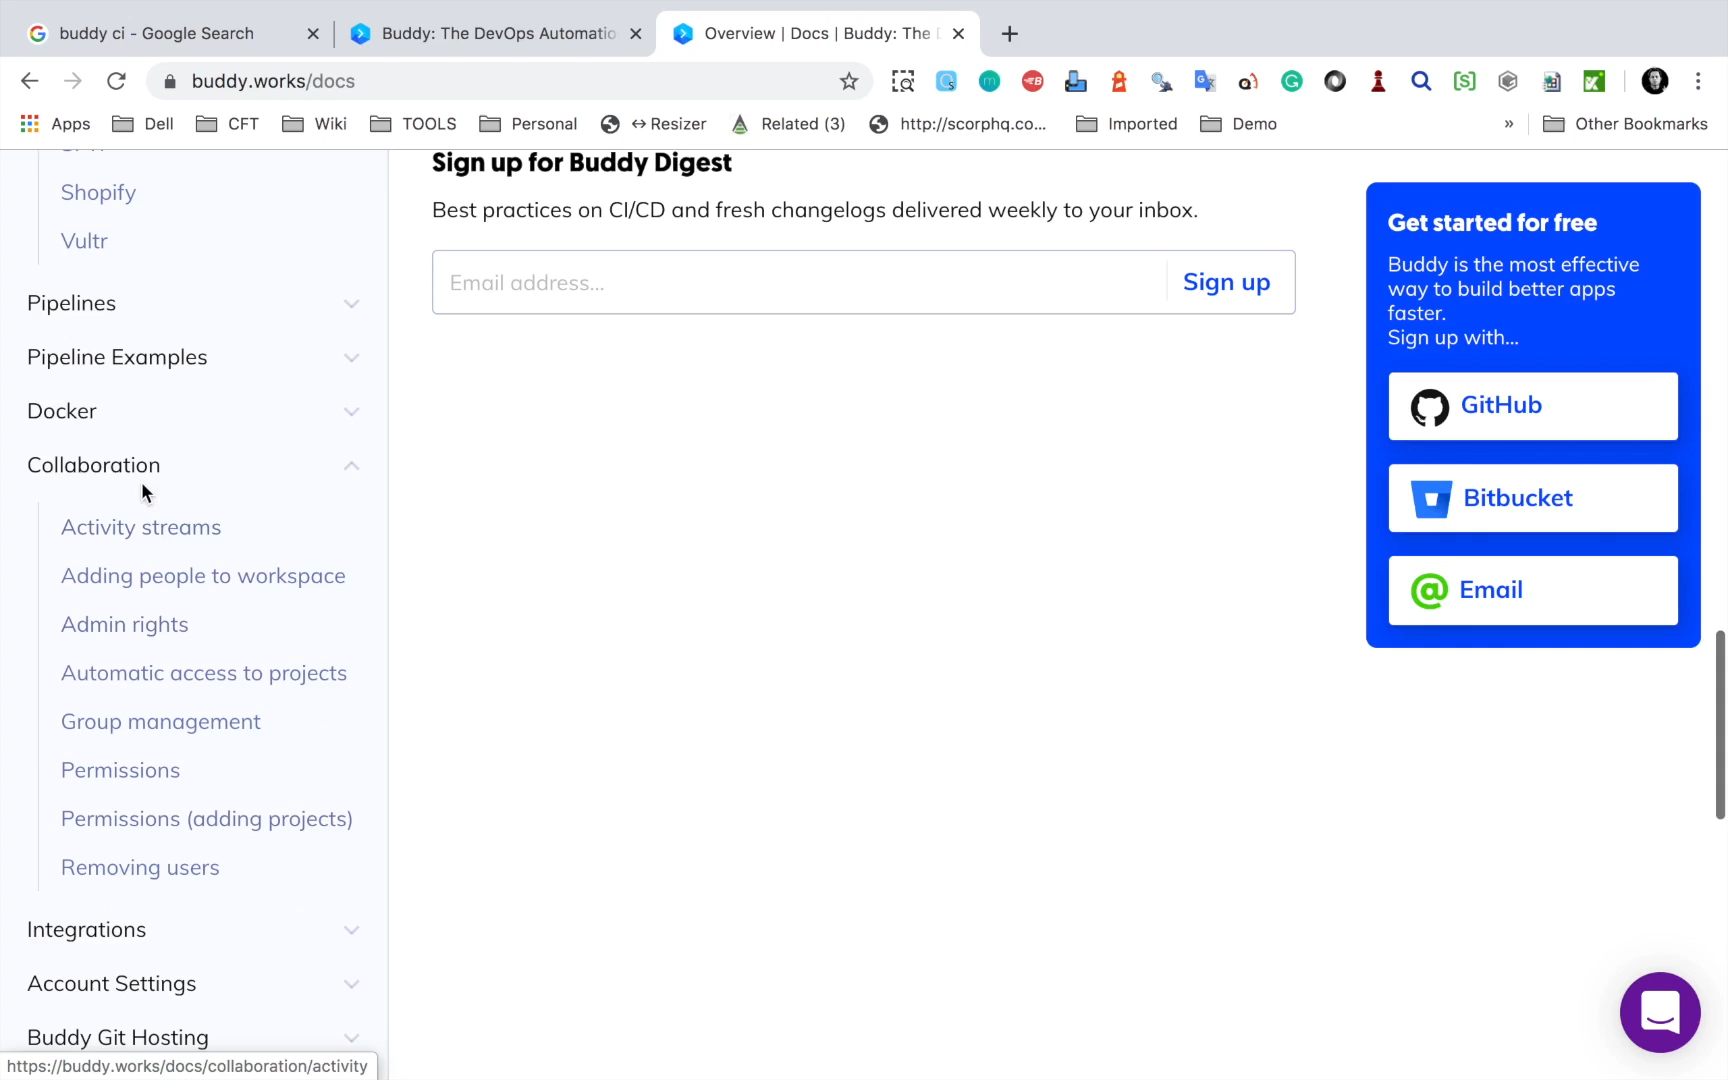 buddy ci - Google Search
Buddy: The DevOps Automatio
Overview | Docs | Buddy: The
buddy.works/docs
Apps
Dell
CFT
Wiki
TOOLS
Personal
↔Resizer
Related (3)
http://scorphq.co...
Imported
Demo
»
Other Bookmarks
Shopify
Vultr
Pipelines
Pipeline Examples
Docker
Collaboration
Activity streams
Adding people to workspace
Admin rights
Automatic access to projects
Group management
Permissions
Permissions (adding projects)
Removing users
Integrations
Account Settings
Buddy Git Hosting
https://buddy.works/docs/collaboration/activity
Sign up for Buddy Digest
Best practices on CI/CD and fresh changelogs delivered weekly to your inbox.
Email address...
Sign up
Get started for free
Buddy is the most effective
way to build better apps
faster.
Sign up with...
GitHub
Bitbucket
Email